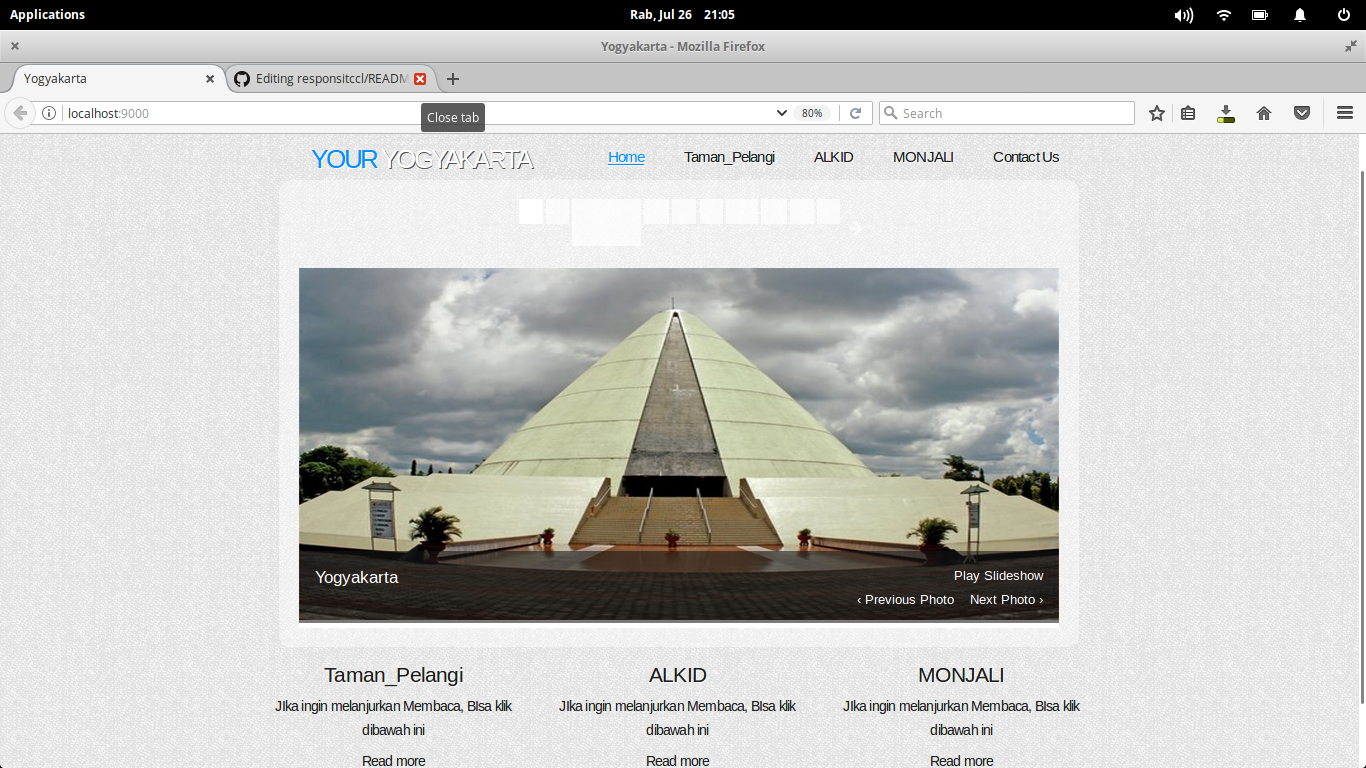 Applications
Rab, Jul 26 21:05
Yogyakarta - Mozilla Firefox
Yogyakarta
Editing responsitccl/READM
localhost:9000
80%
Search
Close tab
YOUR YOGYAKARTA
Home
Taman_Pelangi
ALKID
MONJALI
Contact Us
Yogyakarta
Play Slideshow
‹ Previous Photo
Next Photo ›
Taman_Pelangi
JIka ingin melanjurkan Membaca, BIsa klik
dibawah ini
Read more
ALKID
JIka ingin melanjurkan Membaca, BIsa klik
dibawah ini
Read more
MONJALI
JIka ingin melanjurkan Membaca, BIsa klik
dibawah ini
Read more